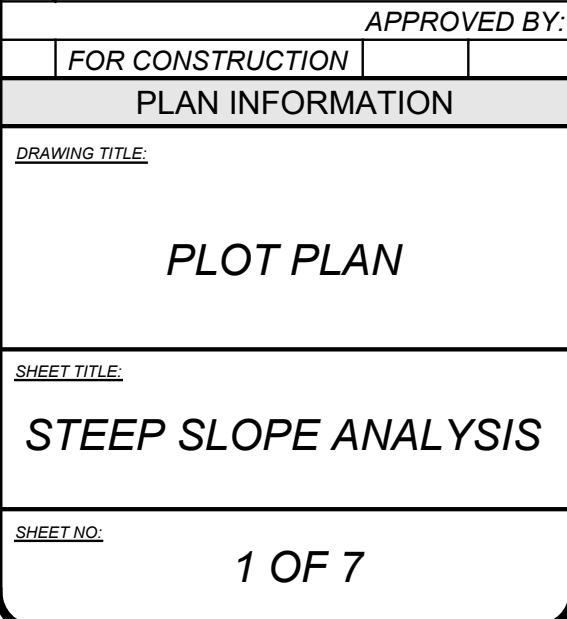 APPROVED BY:
FOR CONSTRUCTION
PLAN INFORMATION
DRAWING TITLE:
PLOT PLAN
SHEET TITLE:
STEEP SLOPE ANALYSIS
SHEET NO:
1 OF 7